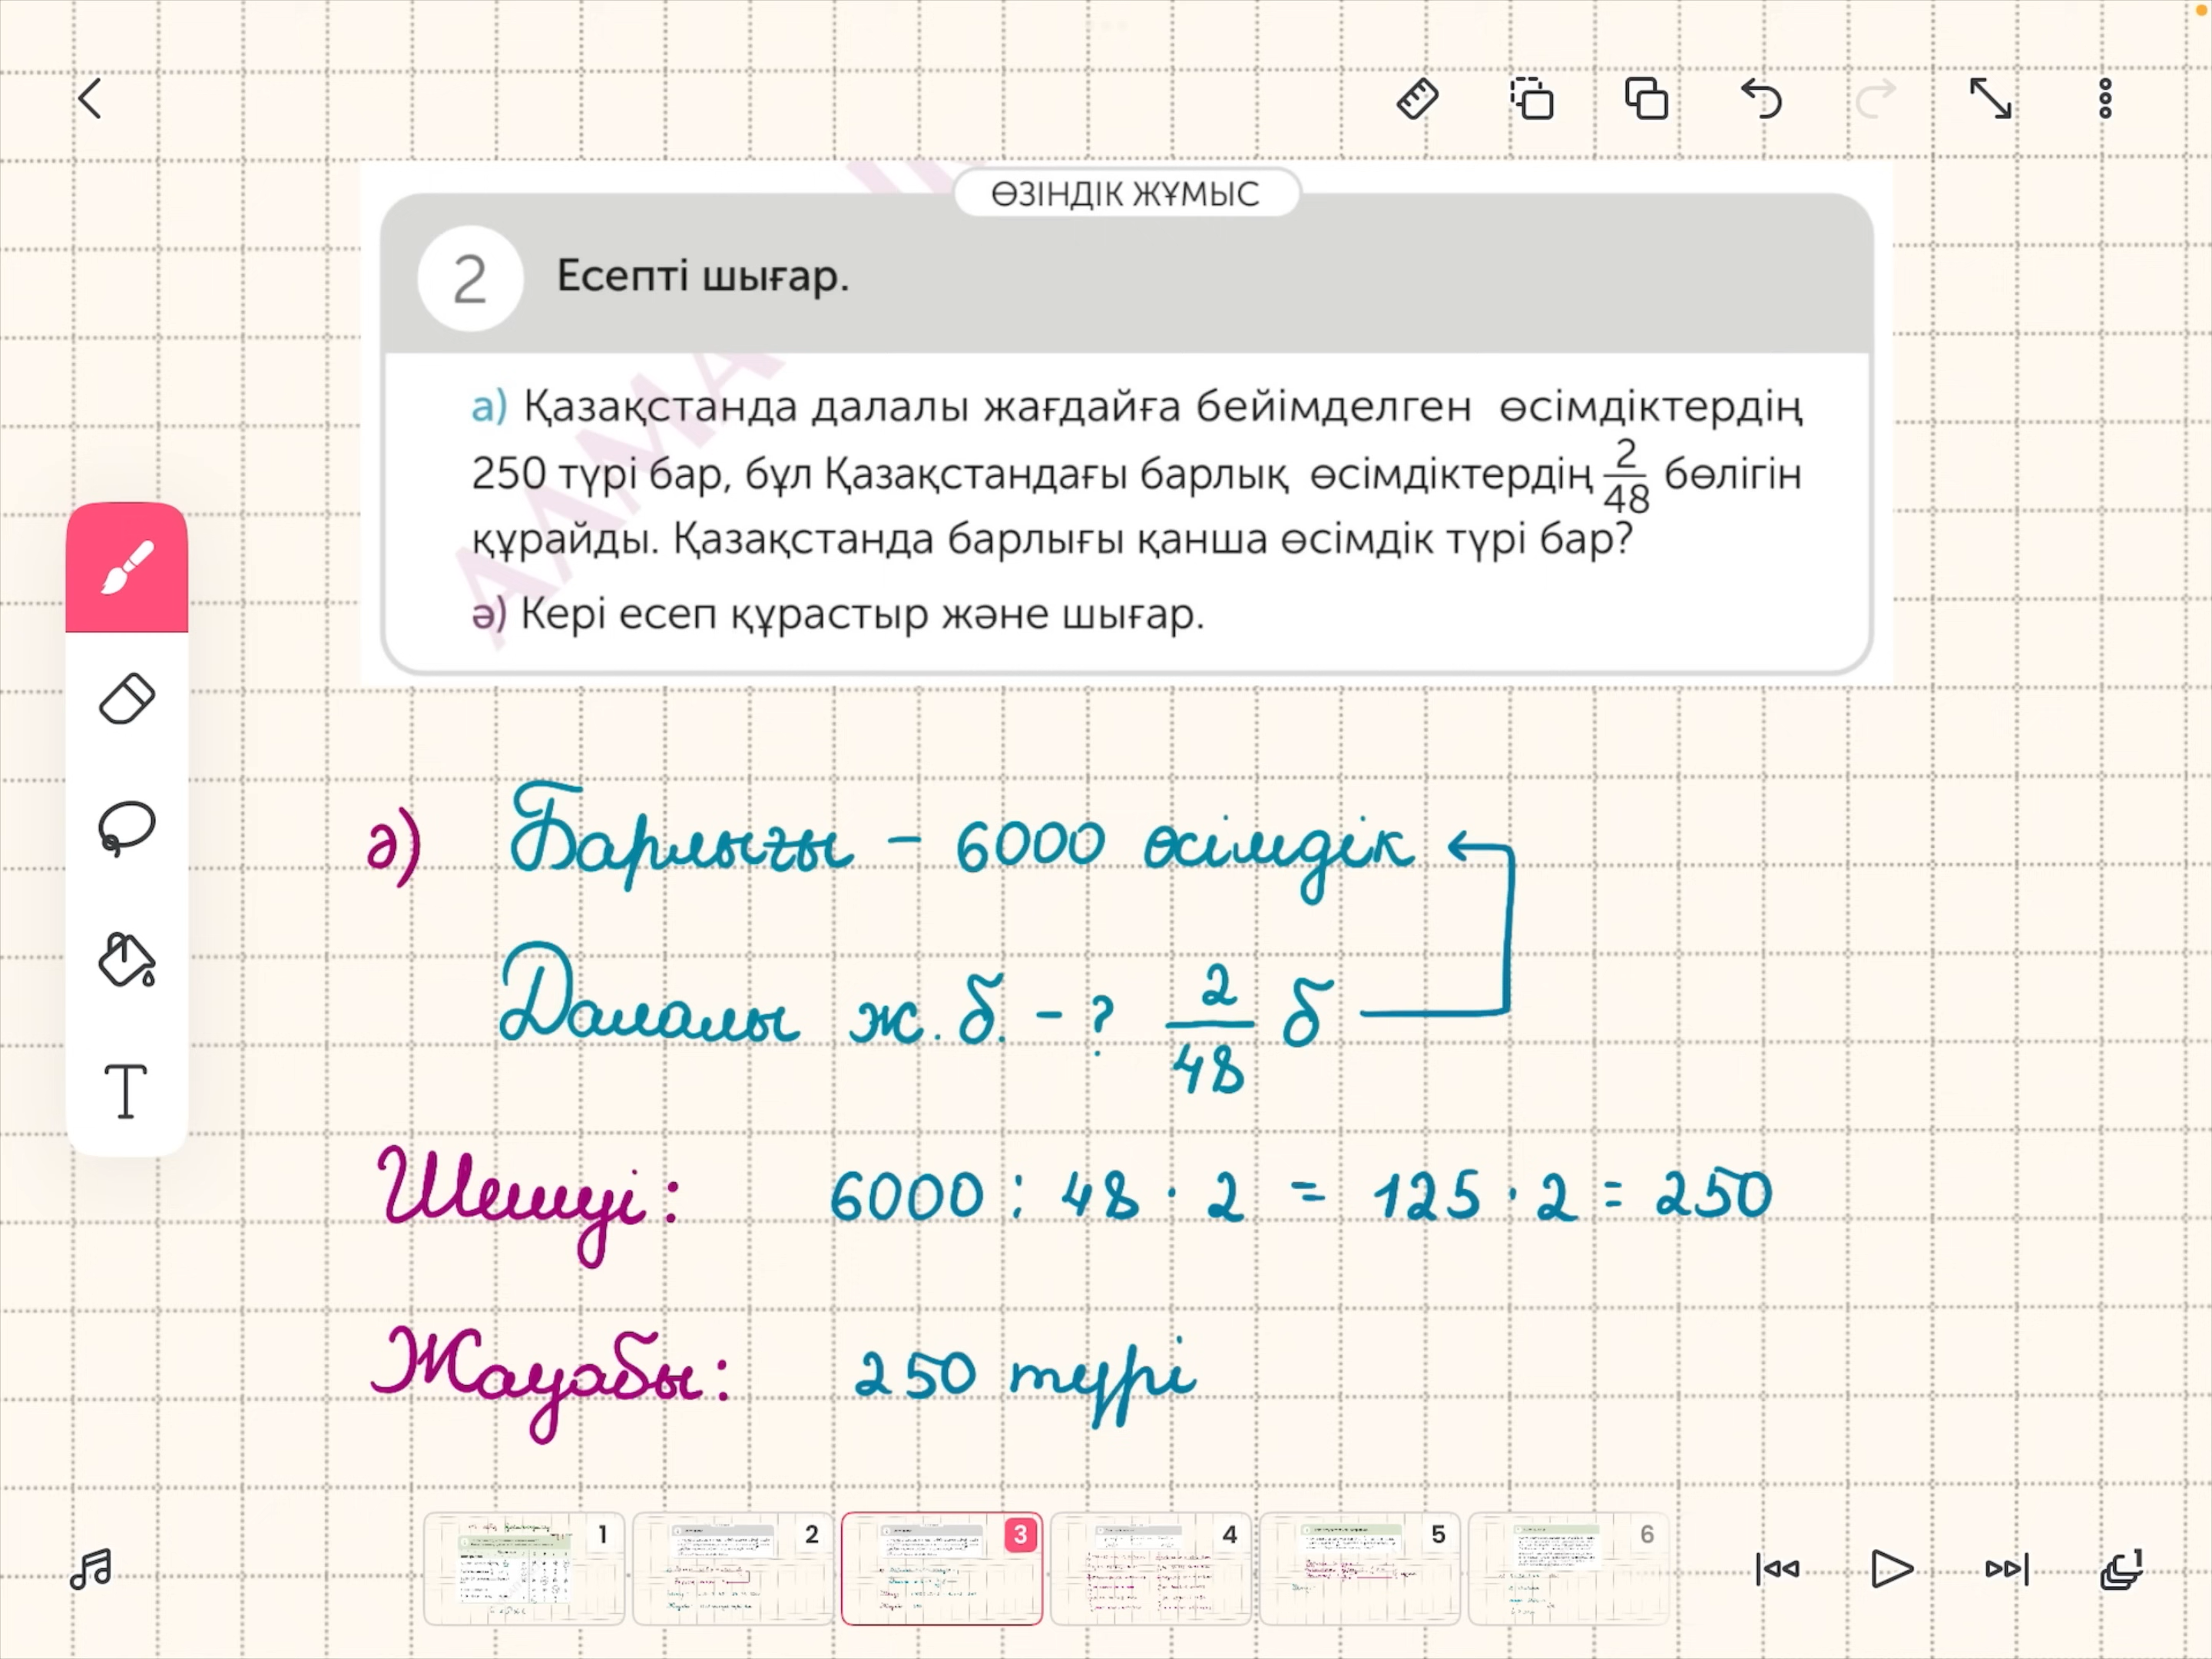 ӨЗІНДІК ЖҰМЫС
2 Есепті шығар.
а) Қазақстанда далалы жағдайға бейімделген өсімдіктердің
250 түрі бар, бұл Қазақстандағы барлық өсімдіктердің 2/48 бөлігін
құрайды. Қазақстанда барлығы қанша өсімдік түрі бар?
ә) Кері есеп құрастыр және шығар.
АЛМА
ә) Барлығы – 6000 өсімдік
Далалы ж. б. – ? 2/48 б
Шешуі: 6000 : 48 · 2 = 125 · 2 = 250
Жауабы: 250 түрі
T
1 2 3 4 5 6
1